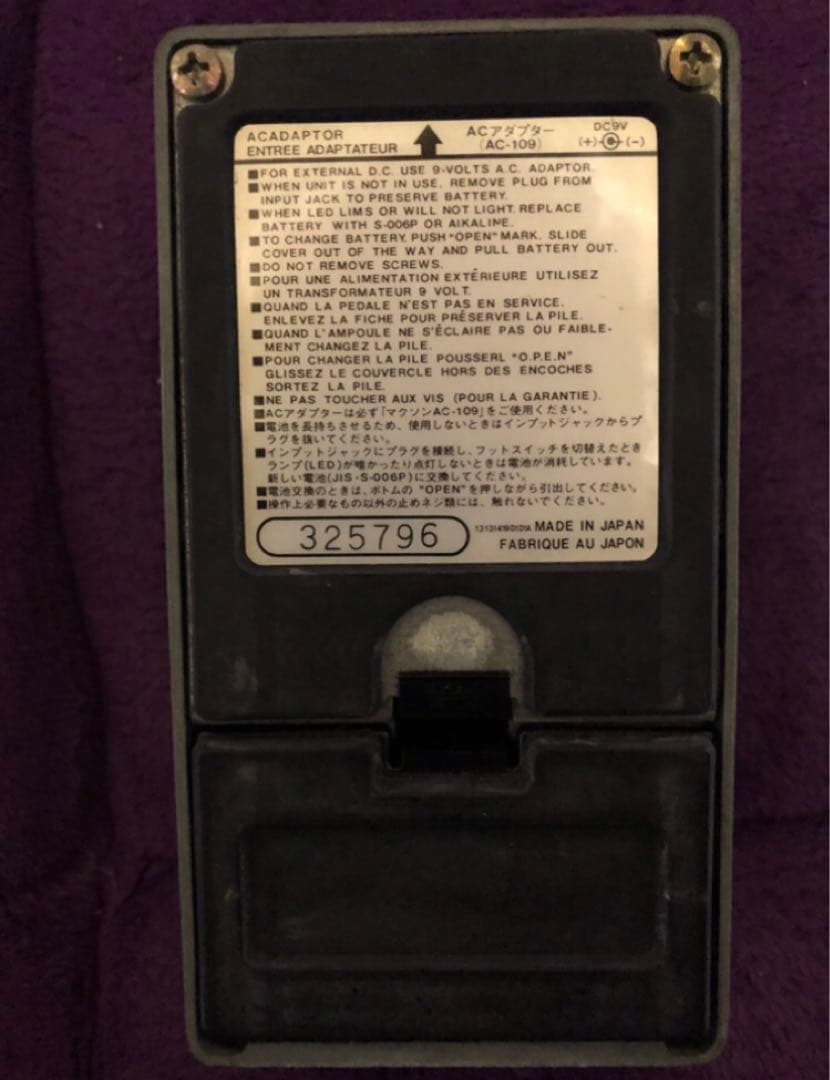 ACADAPTOR
ENTREE ADAPTATEUR
ACアダプター
(AC-109)
DC9V
(+) (-)
■FOR EXTERNAL D.C. USE 9-VOLTS A.C. ADAPTOR.
■WHEN UNIT IS NOT IN USE. REMOVE PLUG FROM
INPUT JACK TO PRESERVE BATTERY.
■WHEN LED LIMS OR WILL NOT LIGHT. REPLACE
BATTERY WITH S-006P OR AIKALINE.
■TO CHANGE BATTERY. PUSH "OPEN" MARK. SLIDE
COVER OUT OF THE WAY AND PULL BATTERY OUT.
■DO NOT REMOVE SCREWS.
■POUR UNE ALIMENTATION EXTÉRIEURE UTILISEZ
UN TRANSFORMATEUR 9 VOLT.
■QUAND LA PEDALE N'EST PAS EN SERVICE.
ENLEVEZ LA FICHE POUR PRÉSERVER LA PILE.
■QUAND L'AMPOULE NE S'ÉCLAIRE PAS OU FAIBLE-
MENT CHANGEZ LA PILE.
■POUR CHANGER LA PILE POUSSERL "O.P.E.N"
GLISSEZ LE COUVERCLE HORS DES ENCOCHES
SORTEZ LA PILE.
■NE PAS TOUCHER AUX VIS (POUR LA GARANTIE).
■ACアダプターは必ず「マクソンAC-109」をご使用ください。
■電池を長持ちさせるため、使用しないときはインプットジャックからプ
ラグを抜いてください。
■インプットジャックにプラグを接続し、フットスイッチを切替えたとき
ランプ(LED)が暗かったり点灯しないときは電池が消耗しています。
新しい電池(JIS-S-006P)に交換してください。
■電池交換のときは、ボトムの "OPEN" を押しながら引出してください。
■操作上必要なもの以外の止めネジ類には、触れないでください。
325796
131314190101A MADE IN JAPAN
FABRIQUE AU JAPON